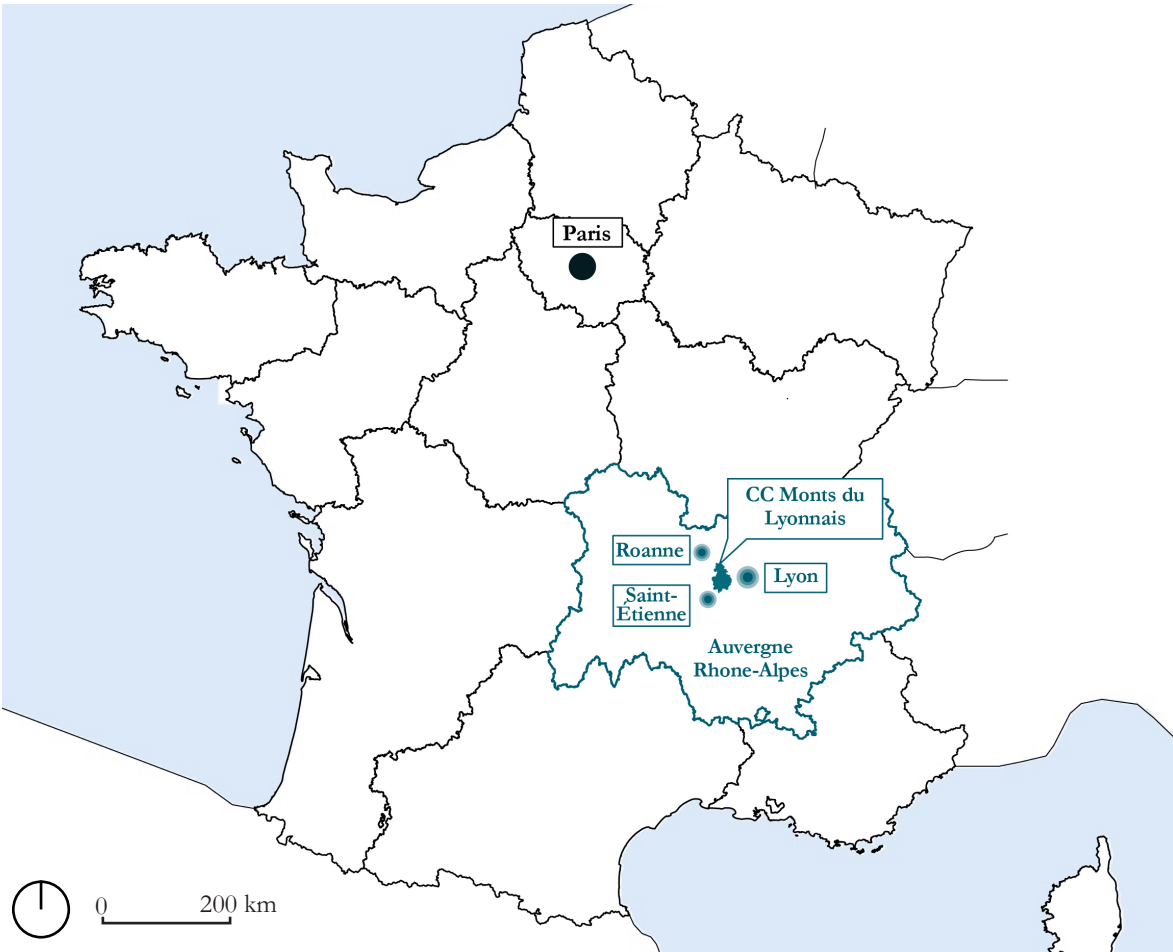 Paris
CC Monts du
Lyonnais
Roanne
Lyon
Saint-
Étienne
Auvergne
Rhone-Alpes
0 200 km